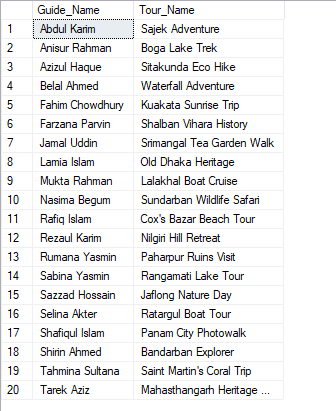 Guide_Name Tour_Name
1 Abdul Karim Sajek Adventure
2 Anisur Rahman Boga Lake Trek
3 Azizul Haque Sitakunda Eco Hike
4 Belal Ahmed Waterfall Adventure
5 Fahim Chowdhury Kuakata Sunrise Trip
6 Farzana Parvin Shalban Vihara History
7 Jamal Uddin Srimangal Tea Garden Walk
8 Lamia Islam Old Dhaka Heritage
9 Mukta Rahman Lalakhal Boat Cruise
10 Nasima Begum Sundarban Wildlife Safari
11 Rafiq Islam Cox's Bazar Beach Tour
12 Rezaul Karim Nilgiri Hill Retreat
13 Rumana Yasmin Paharpur Ruins Visit
14 Sabina Yasmin Rangamati Lake Tour
15 Sazzad Hossain Jaflong Nature Day
16 Selina Akter Ratargul Boat Tour
17 Shafiqul Islam Panam City Photowalk
18 Shirin Ahmed Bandarban Explorer
19 Tahmina Sultana Saint Martin's Coral Trip
20 Tarek Aziz Mahasthangarh Heritage ...